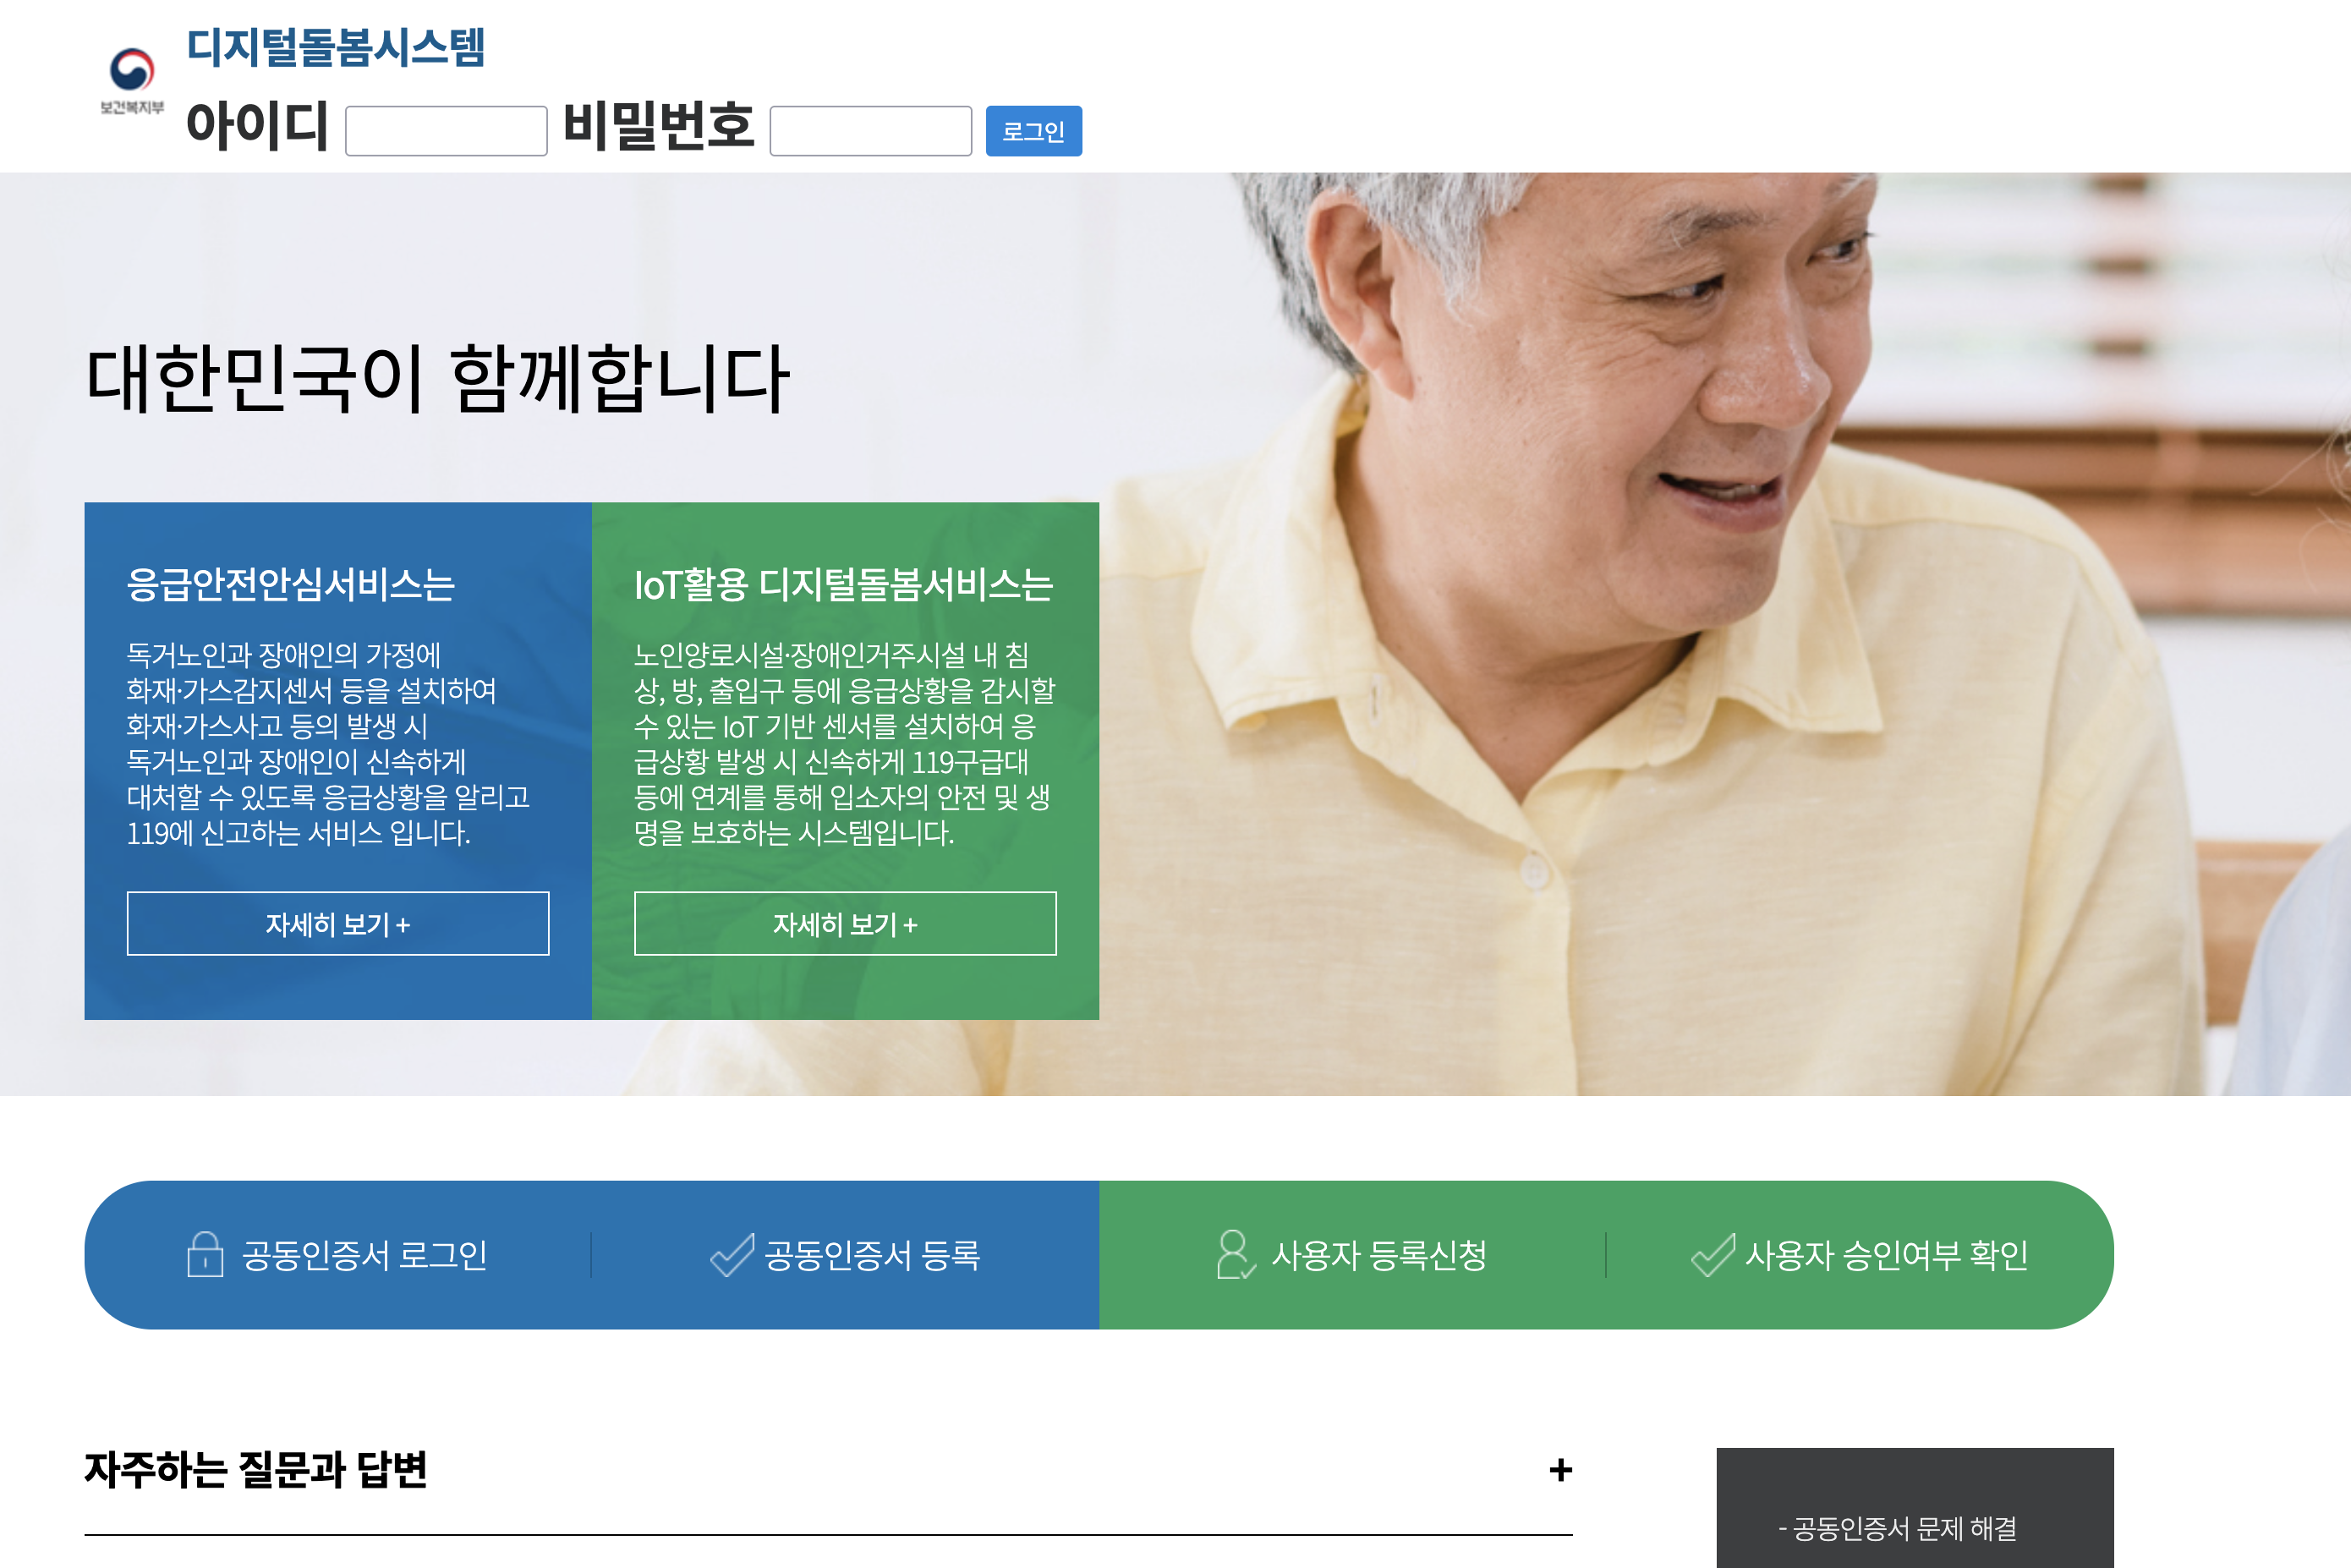 디지털돌봄시스템
보건복지부
아이디
비밀번호
로그인
대한민국이 함께합니다
응급안전안심서비스는
독거노인과 장애인의 가정에
화재·가스감지센서 등을 설치하여
화재·가스사고 등의 발생 시
독거노인과 장애인이 신속하게
대처할 수 있도록 응급상황을 알리고
119에 신고하는 서비스 입니다.
자세히 보기 +
IoT활용 디지털돌봄서비스는
노인양로시설·장애인거주시설 내 침
상, 방, 출입구 등에 응급상황을 감시할
수 있는 IoT 기반 센서를 설치하여 응
급상황 발생 시 신속하게 119구급대
등에 연계를 통해 입소자의 안전 및 생
명을 보호하는 시스템입니다.
자세히 보기 +
공동인증서 로그인
공동인증서 등록
사용자 등록신청
사용자 승인여부 확인
자주하는 질문과 답변
+
- 공동인증서 문제 해결